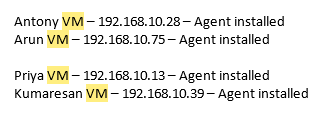 Antony VM – 192.168.10.28 – Agent installed
Arun VM – 192.168.10.75 – Agent installed
Priya VM – 192.168.10.13 – Agent installed
Kumaresan VM – 192.168.10.39 – Agent installed